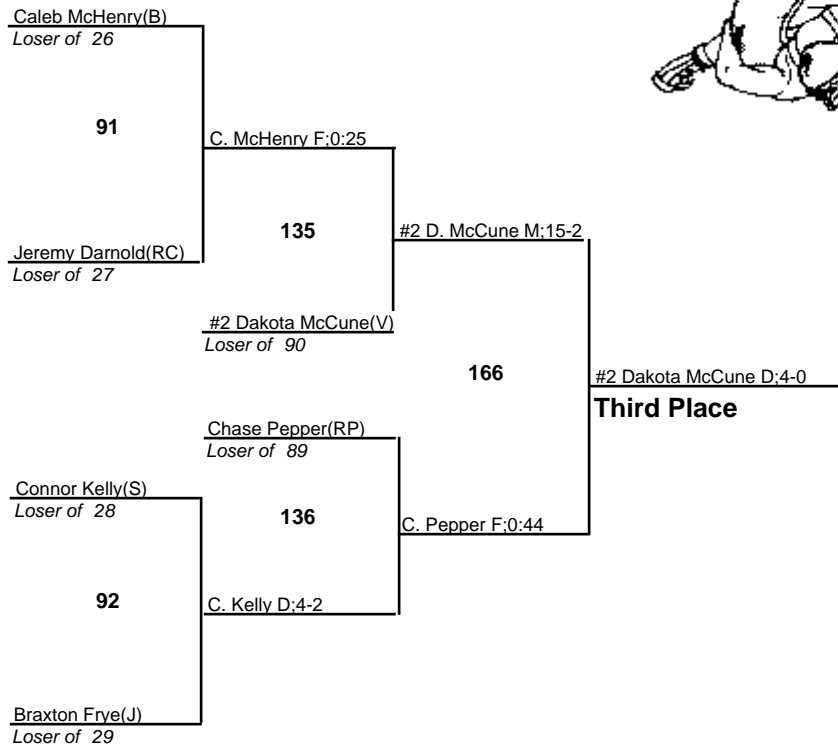 Caleb McHenry(B)
Loser of 26
91
C. McHenry F;0:25
135
#2 D. McCune M;15-2
Jeremy Darnold(RC)
Loser of 27
#2 Dakota McCune(V)
Loser of 90
166
#2 Dakota McCune D;4-0
Third Place
Chase Pepper(RP)
Loser of 89
Connor Kelly(S)
Loser of 28
136
C. Pepper F;0:44
92
C. Kelly D;4-2
Braxton Frye(J)
Loser of 29